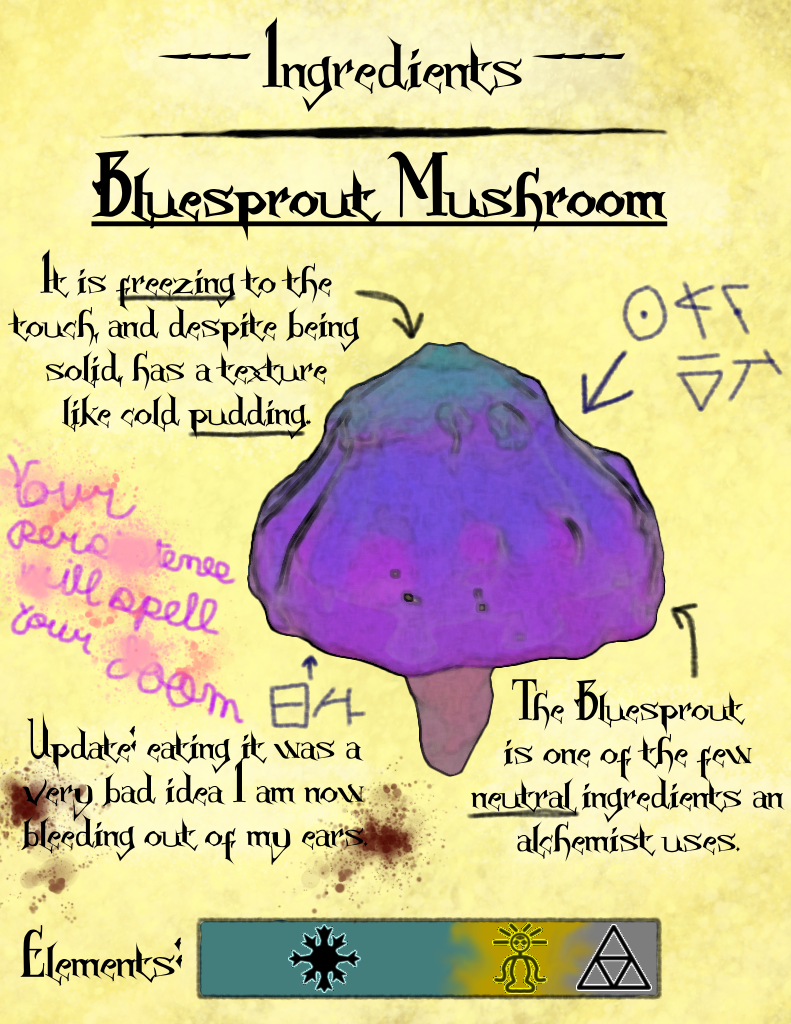 Ingredients
Bluesprout Mushroom
It is freezing to the
touch, and despite being
solid, has a texture
like cold pudding.
Your
will spell
your doom
Update: eating it was a
very bad idea I am now
bleeding out of my ears.
The Bluesprout
is one of the few
neutral ingredients an
alchemist uses.
Elements: